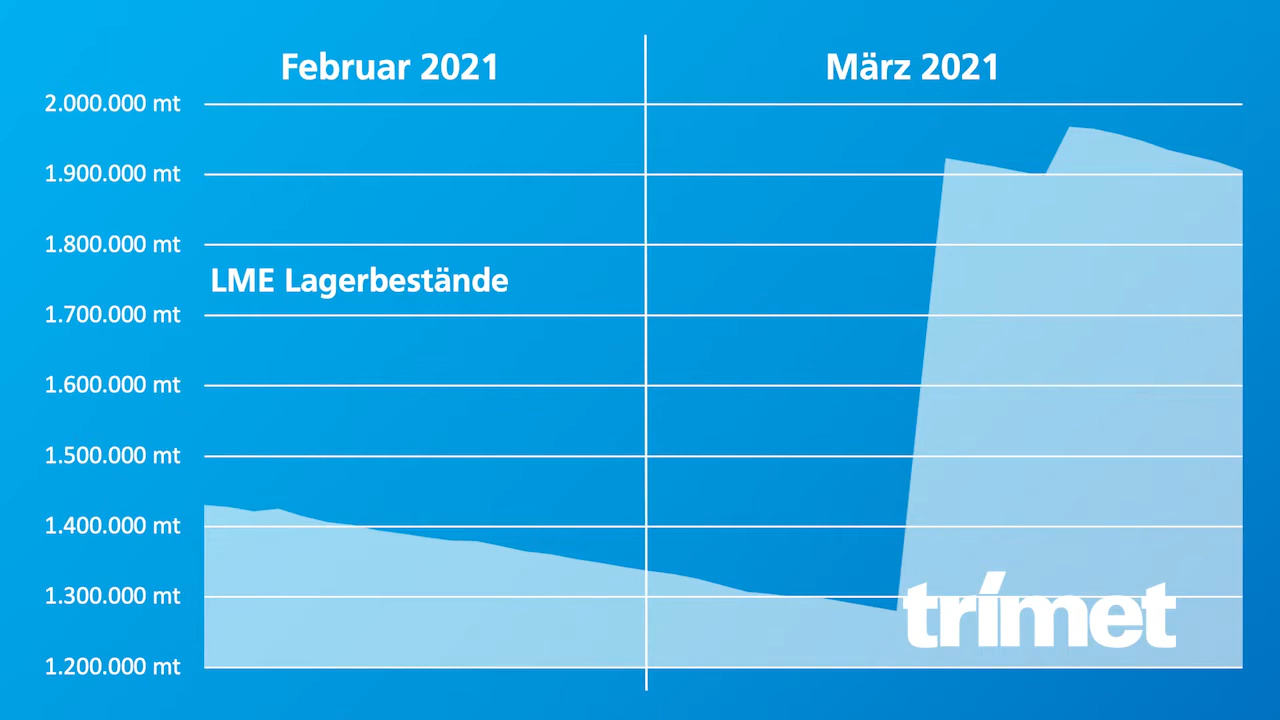 Februar 2021
März 2021
2.000.000 mt
1.900.000 mt
1.800.000 mt
LME Lagerbestände
1.700.000 mt
1.600.000 mt
1.500.000 mt
1.400.000 mt
1.300.000 mt
trimet
1.200.000 mt